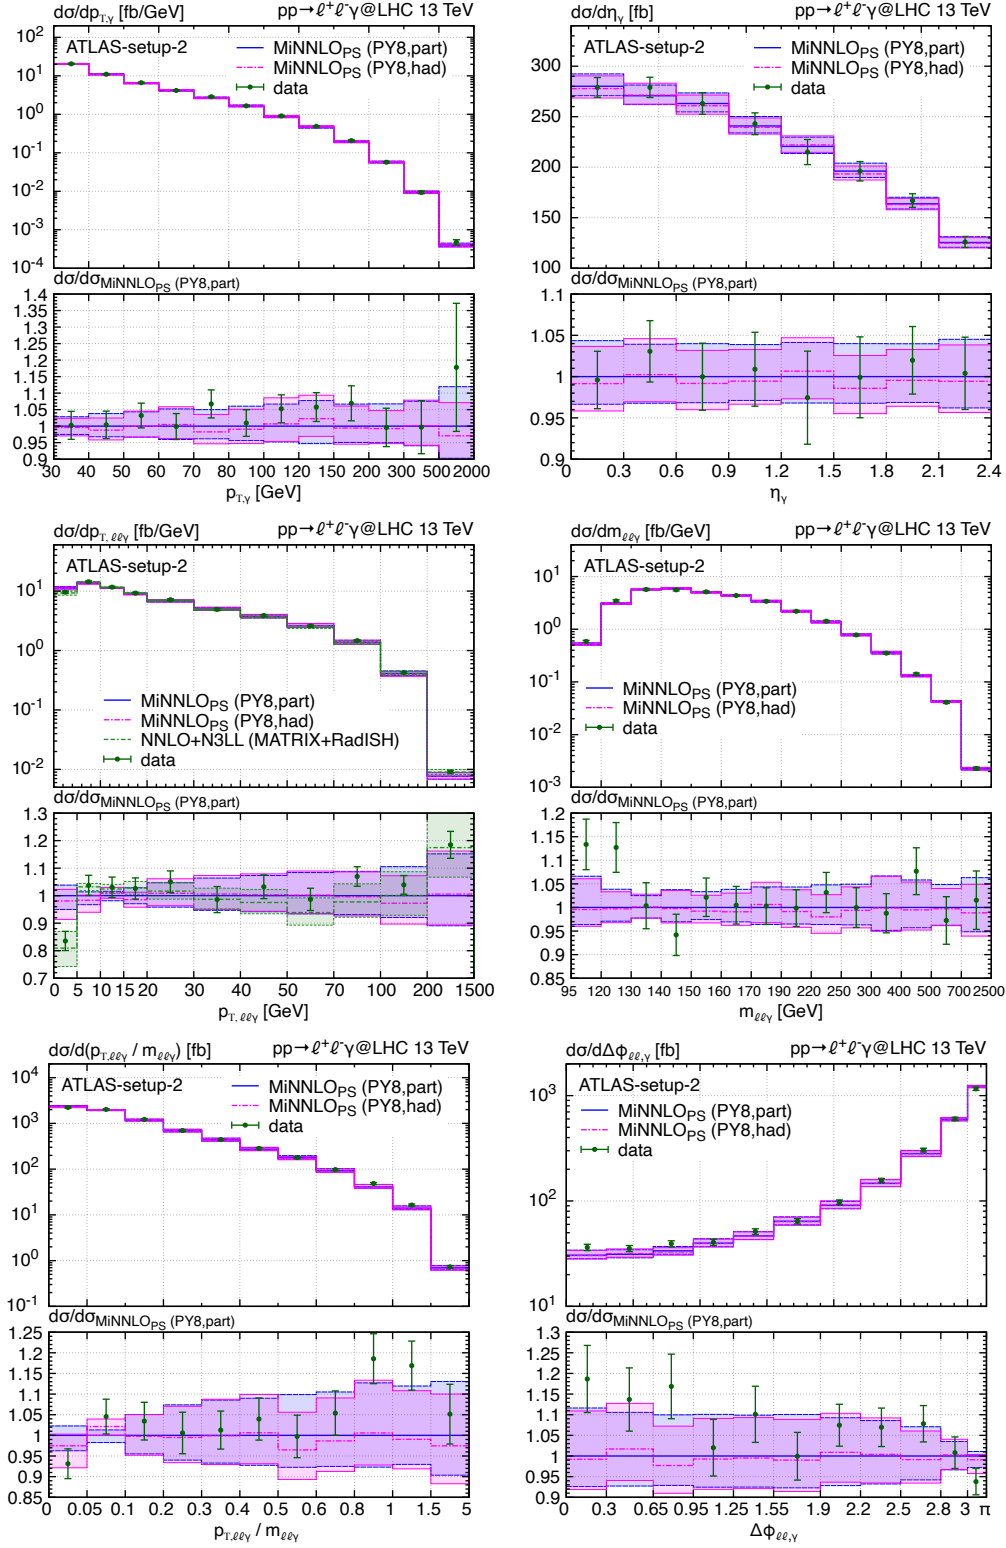 dσ/dp_T,γ [fb/GeV] pp→ℓ⁺ℓ⁻γ@LHC 13 TeV
ATLAS-setup-2
MiNNLO_PS (PY8,part)
MiNNLO_PS (PY8,had)
data
10²
10¹
10⁰
10⁻¹
10⁻²
10⁻³
10⁻⁴
dσ/dσ_MiNNLO_PS (PY8,part)
1.4
1.35
1.3
1.25
1.2
1.15
1.1
1.05
1
0.95
0.9
30 40 50 60 70 80 100 120 150 200 300 500 2000
p_T,γ [GeV]
dσ/dη_γ [fb] pp→ℓ⁺ℓ⁻γ@LHC 13 TeV
ATLAS-setup-2
MiNNLO_PS (PY8,part)
MiNNLO_PS (PY8,had)
data
300
250
200
150
100
dσ/dσ_MiNNLO_PS (PY8,part)
1.1
1.05
1
0.95
0.9
0 0.3 0.6 0.9 1.2 1.5 1.8 2.1 2.4
η_γ
dσ/dp_T,ℓℓγ [fb/GeV] pp→ℓ⁺ℓ⁻γ@LHC 13 TeV
ATLAS-setup-2
10¹
10⁰
10⁻¹
10⁻²
MiNNLO_PS (PY8,part)
MiNNLO_PS (PY8,had)
NNLO+N3LL (MATRIX+RadISH)
data
dσ/dσ_MiNNLO_PS (PY8,part)
1.3
1.2
1.1
1
0.9
0.8
0.7
0 5 10 15 20 30 40 50 70 100 200 1500
p_T,ℓℓγ [GeV]
dσ/dm_ℓℓγ [fb/GeV] pp→ℓ⁺ℓ⁻γ@LHC 13 TeV
ATLAS-setup-2
10¹
10⁰
10⁻¹
10⁻²
10⁻³
MiNNLO_PS (PY8,part)
MiNNLO_PS (PY8,had)
data
dσ/dσ_MiNNLO_PS (PY8,part)
1.2
1.15
1.1
1.05
1
0.95
0.9
0.85
95 120 130 140 150 160 170 190 220 250 300 400 500 700 2500
m_ℓℓγ [GeV]
dσ/d(p_T,ℓℓγ / m_ℓℓγ) [fb] pp→ℓ⁺ℓ⁻γ@LHC 13 TeV
ATLAS-setup-2
MiNNLO_PS (PY8,part)
MiNNLO_PS (PY8,had)
data
10⁴
10³
10²
10¹
10⁰
10⁻¹
dσ/dσ_MiNNLO_PS (PY8,part)
1.25
1.2
1.15
1.1
1.05
1
0.95
0.9
0.85
0 0.05 0.1 0.2 0.3 0.4 0.5 0.6 0.8 1 1.5 5
p_T,ℓℓγ / m_ℓℓγ
dσ/dΔϕ_ℓℓ,γ [fb] pp→ℓ⁺ℓ⁻γ@LHC 13 TeV
ATLAS-setup-2
MiNNLO_PS (PY8,part)
MiNNLO_PS (PY8,had)
data
10³
10²
10¹
dσ/dσ_MiNNLO_PS (PY8,part)
1.3
1.25
1.2
1.15
1.1
1.05
1
0.95
0.9
0 0.35 0.65 0.95 1.25 1.55 1.9 2.2 2.5 2.8 3 π
Δϕ_ℓℓ,γ